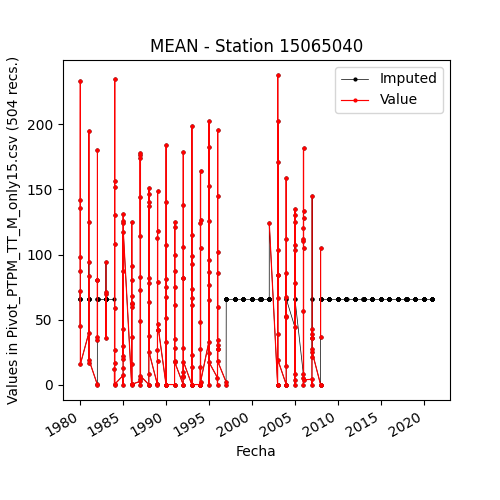 MEAN - Station 15065040
Imputed
Value
Values in Pivot_PTPM_TT_M_only15.csv (504 recs.)
200
150
100
50
0
1980
1985
1990
1995
2000
2005
2010
2015
2020
Fecha